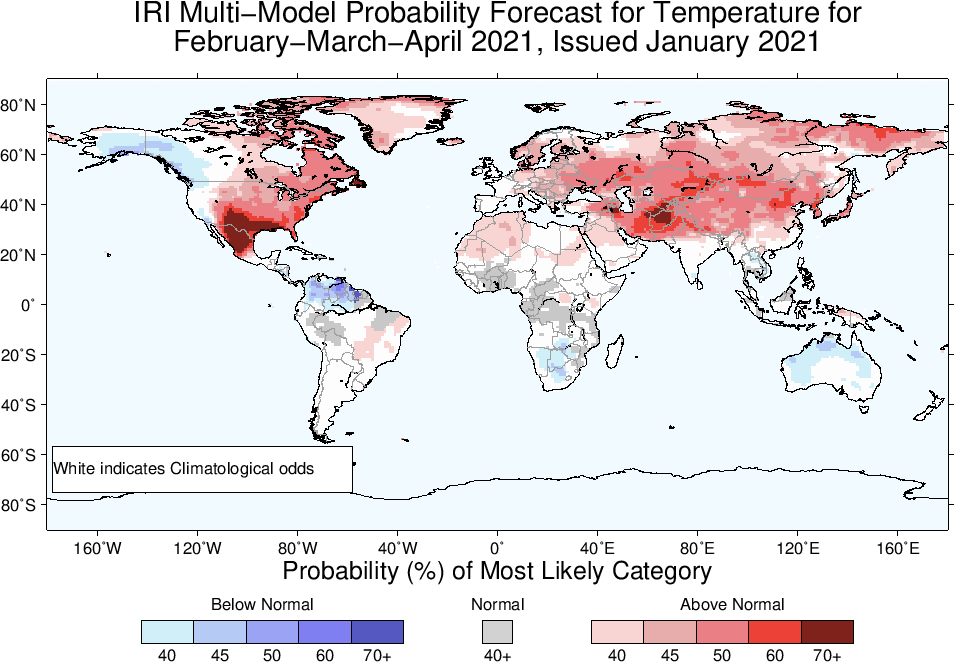 IRI Multi−Model Probability Forecast for Temperature for
February−March−April 2021, Issued January 2021
80˚N
60˚N
40˚N
20˚N
0˚
20˚S
40˚S
60˚S
80˚S
White indicates Climatological odds
160˚W 120˚W 80˚W 40˚W 0˚ 40˚E 80˚E 120˚E 160˚E
Probability (%) of Most Likely Category
Below Normal Normal Above Normal
40 45 50 60 70+ 40+ 40 45 50 60 70+